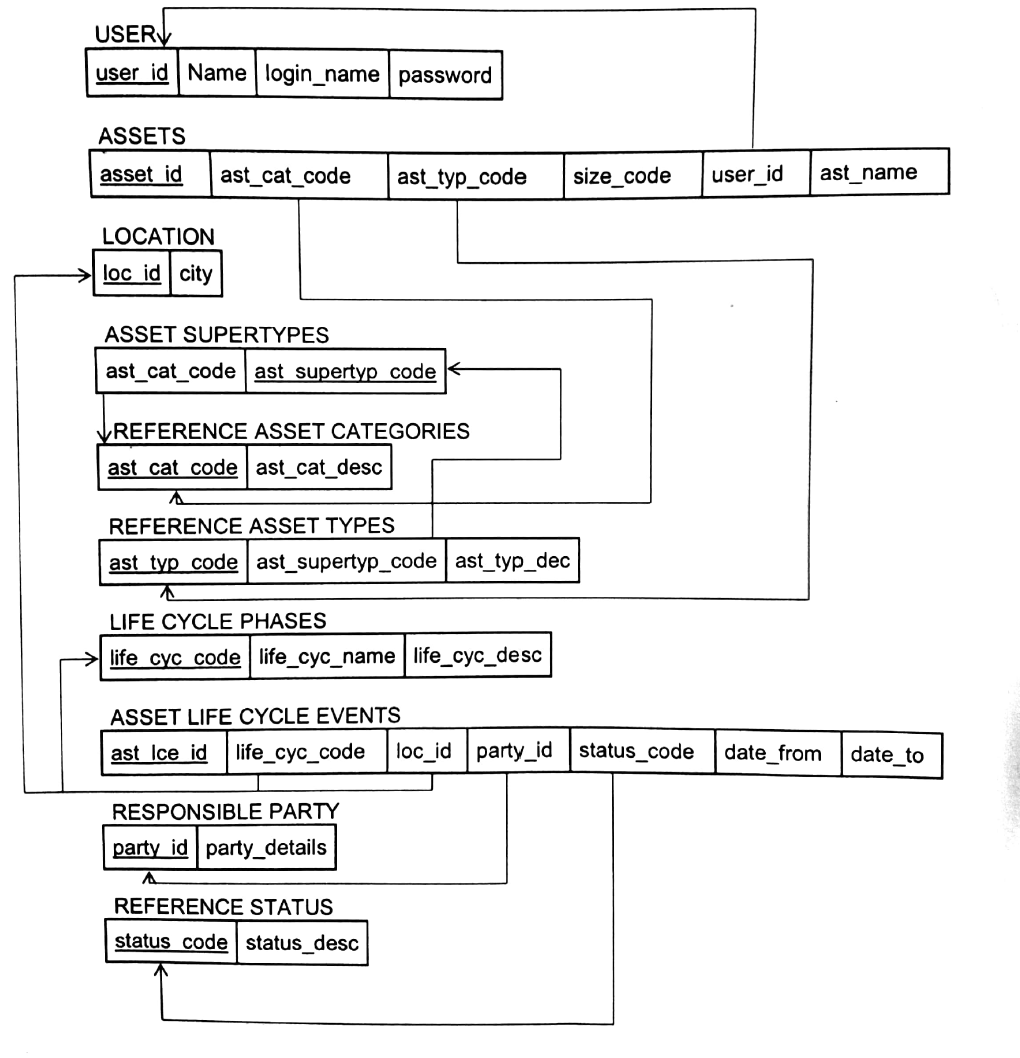 USER
user_id Name login_name password
ASSETS
asset_id ast_cat_code ast_typ_code size_code user_id ast_name
LOCATION
loc_id city
ASSET SUPERTYPES
ast_cat_code ast_supertyp_code
REFERENCE ASSET CATEGORIES
ast_cat_code ast_cat_desc
REFERENCE ASSET TYPES
ast_typ_code ast_supertyp_code ast_typ_dec
LIFE CYCLE PHASES
life_cyc_code life_cyc_name life_cyc_desc
ASSET LIFE CYCLE EVENTS
ast_lce_id life_cyc_code loc_id party_id status_code date_from date_to
RESPONSIBLE PARTY
party_id party_details
REFERENCE STATUS
status_code status_desc